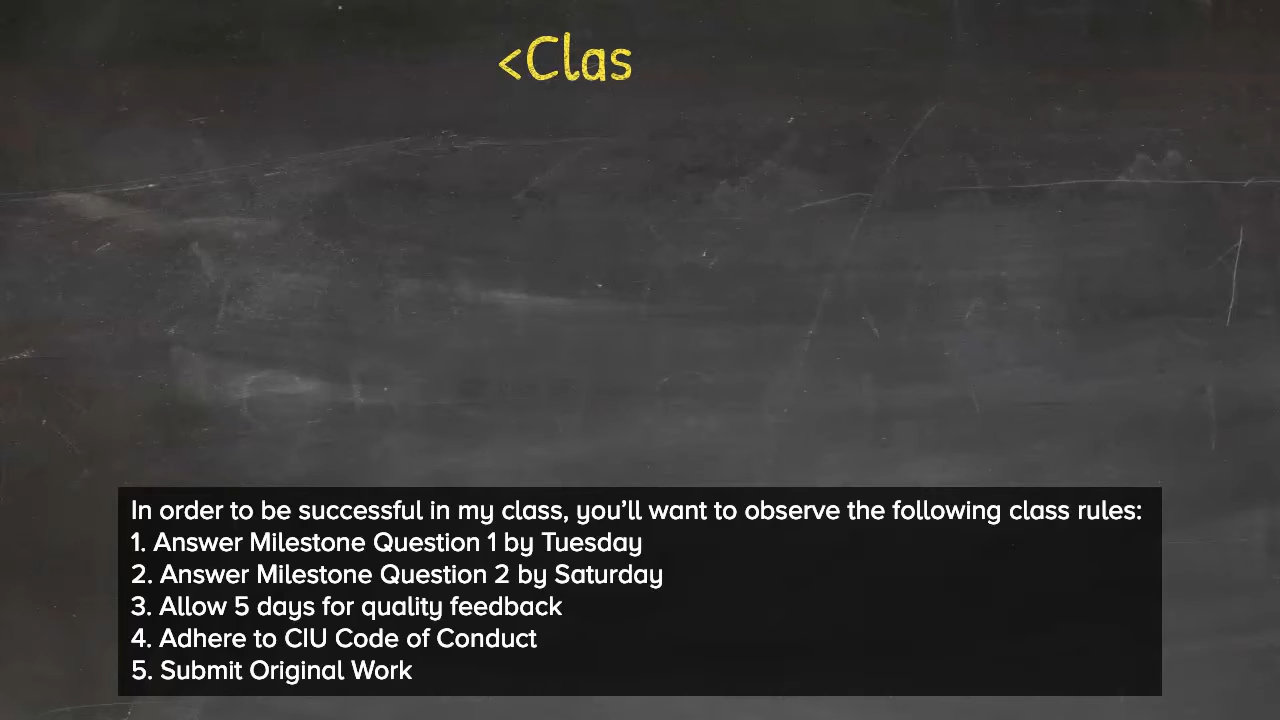 <Clas
In order to be successful in my class, you’ll want to observe the following class rules:
1. Answer Milestone Question 1 by Tuesday
2. Answer Milestone Question 2 by Saturday
3. Allow 5 days for quality feedback
4. Adhere to CIU Code of Conduct
5. Submit Original Work